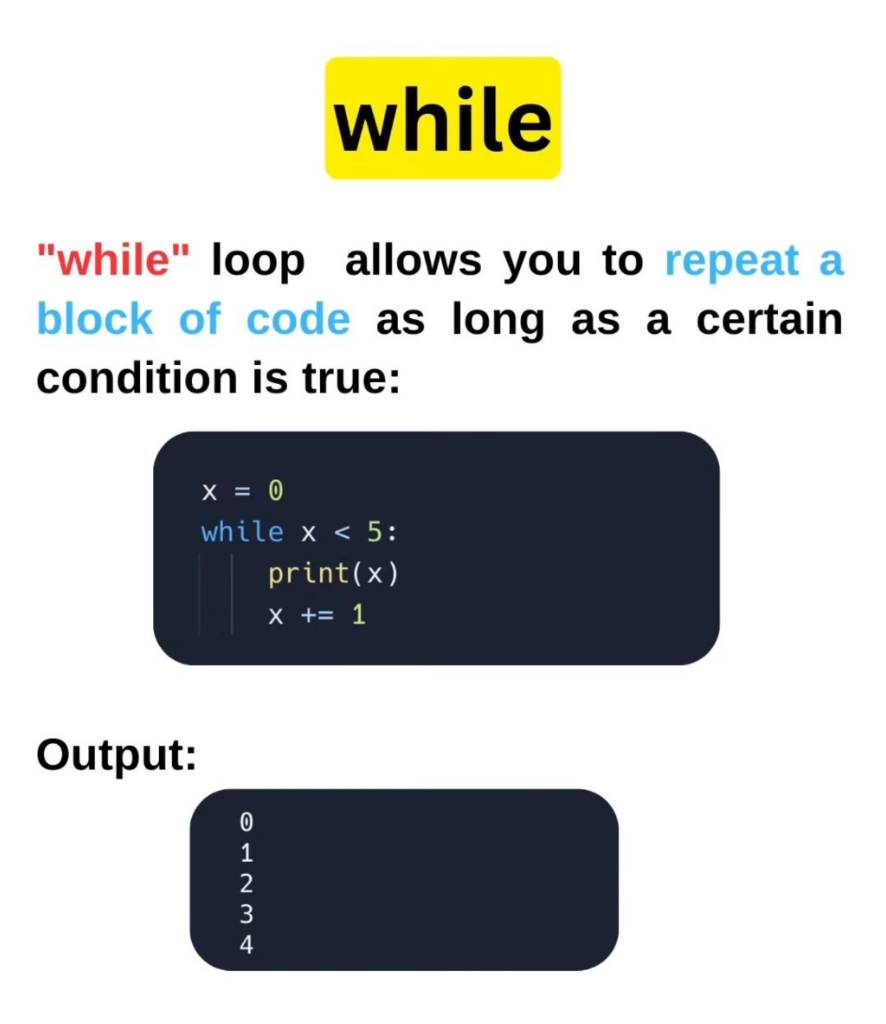 while
"while" loop allows you to repeat a
block of code as long as a certain
condition is true:
x = 0
while x < 5:
    print(x)
    x += 1
Output:
0
1
2
3
4